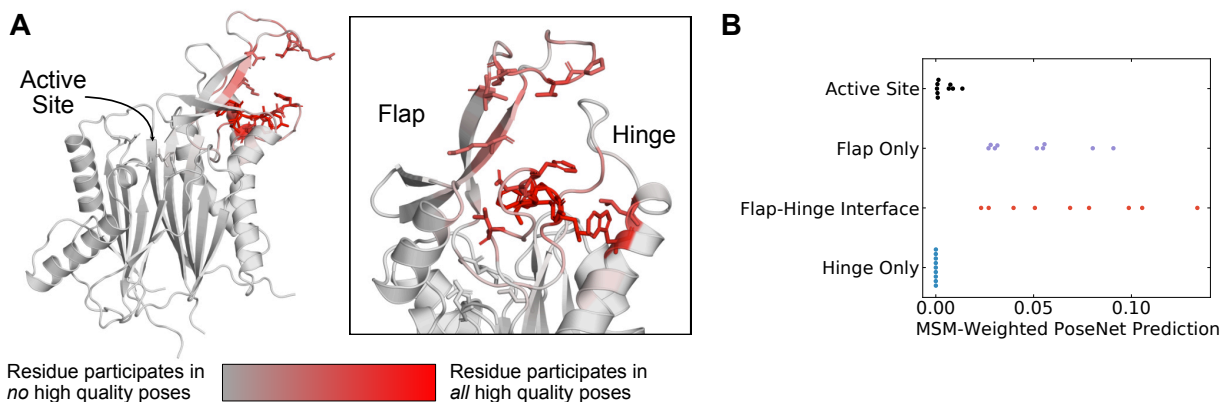 A
Active
Site
Flap
Hinge
Residue participates in
no high quality poses
Residue participates in
all high quality poses
B
Active Site
Flap Only
Flap-Hinge Interface
Hinge Only
0.00
0.05
0.10
MSM-Weighted PoseNet Prediction